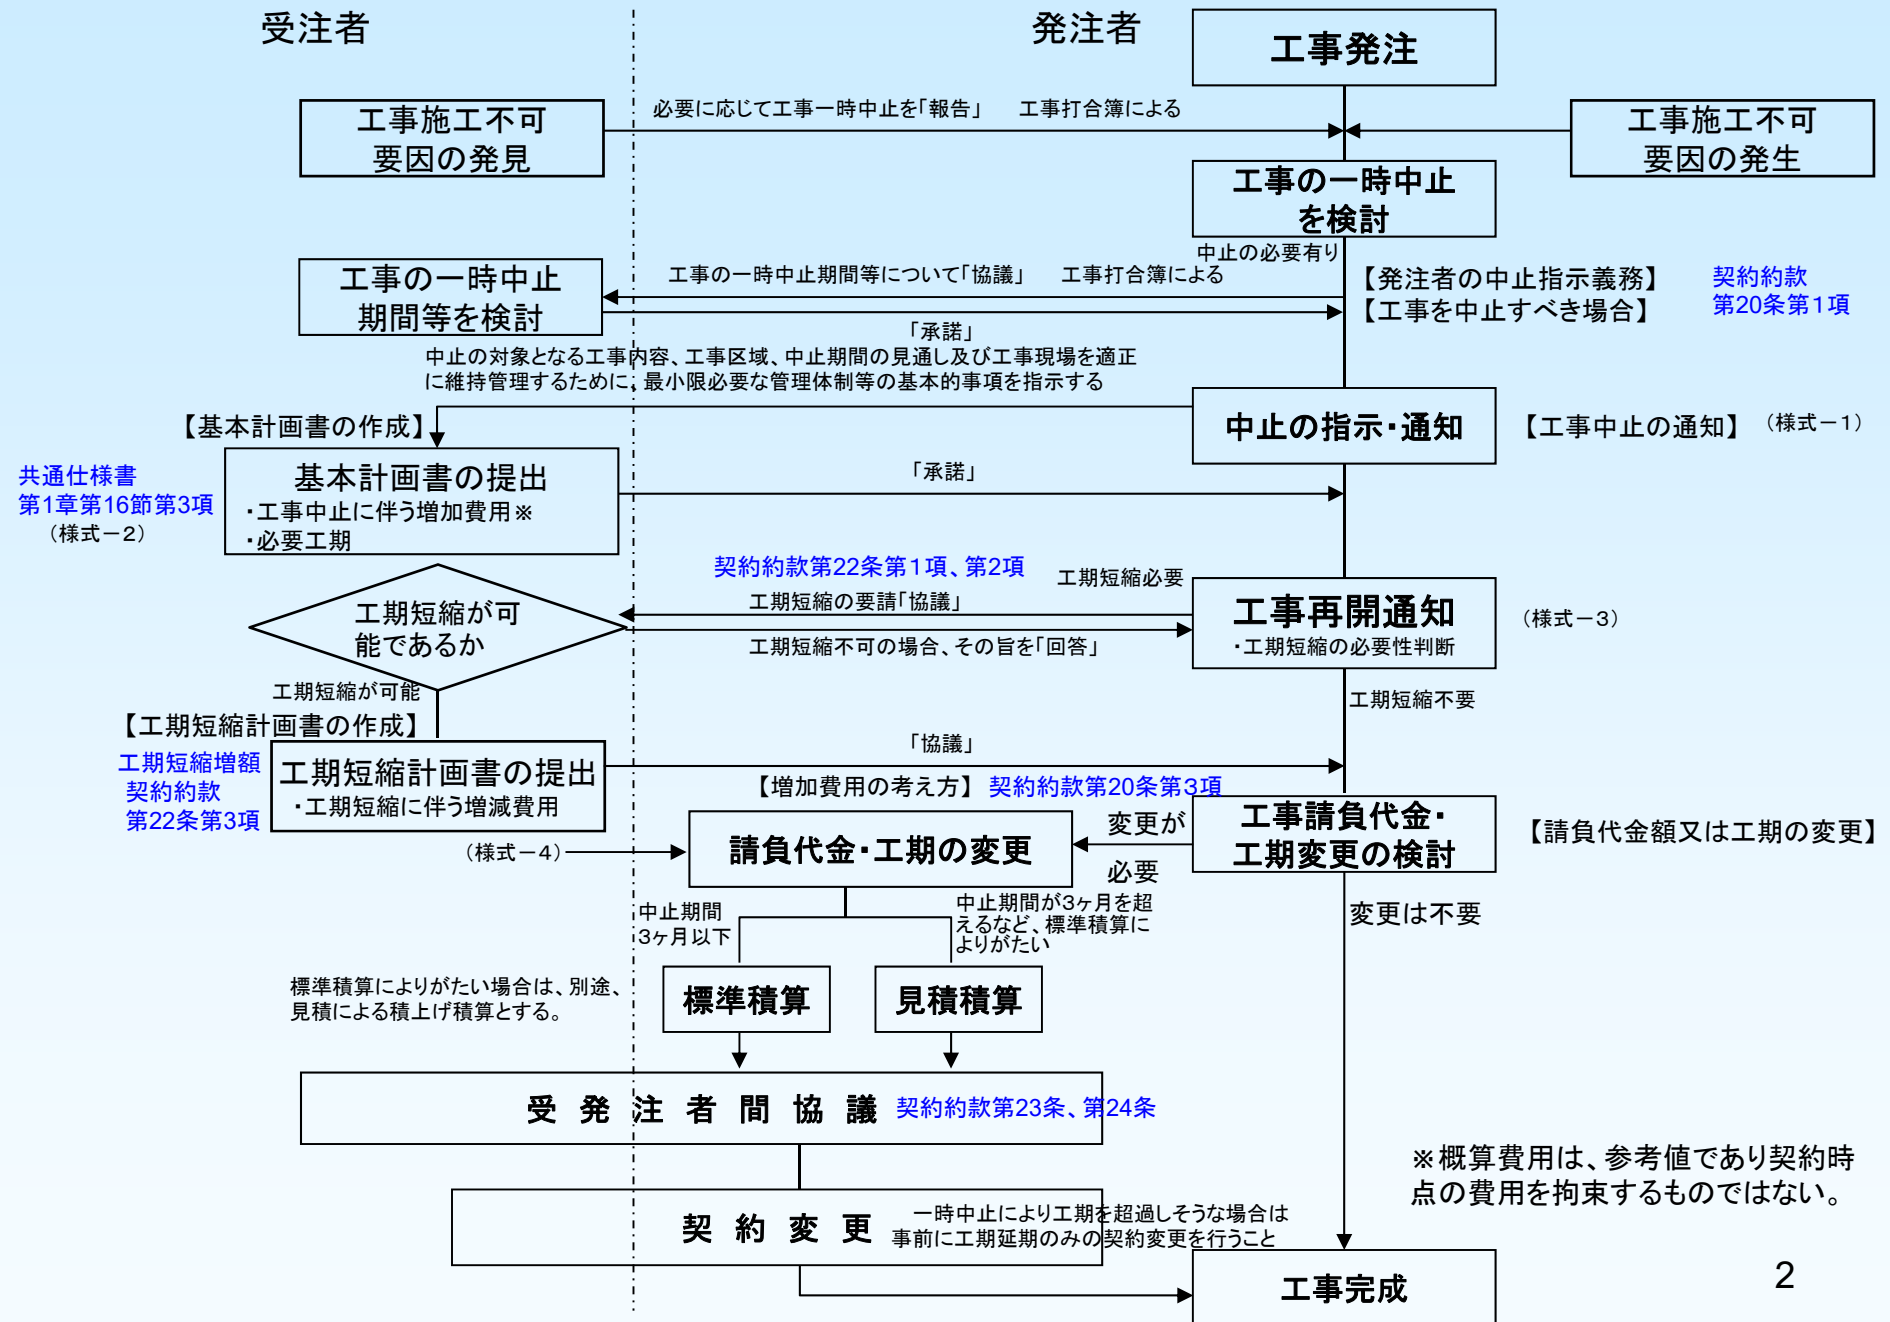 受注者
発注者
工事発注
工事施工不可
要因の発見
必要に応じて工事一時中止を「報告」　工事打合簿による
工事施工不可
要因の発生
工事の一時中止
を検討
中止の必要有り
工事の一時中止
期間等を検討
工事の一時中止期間等について「協議」　工事打合簿による
【発注者の中止指示義務】
【工事を中止すべき場合】
契約約款
第20条第1項
「承諾」
中止の対象となる工事内容、工事区域、中止期間の見通し及び工事現場を適正
に維持管理するために、最小限必要な管理体制等の基本的事項を指示する
中止の指示・通知
【工事中止の通知】
（様式－1）
【基本計画書の作成】
共通仕様書
第1章第16節第3項
（様式－2）
基本計画書の提出
・工事中止に伴う増加費用※
・必要工期
「承諾」
契約約款第22条第1項、第2項
工期短縮必要
工期短縮が可
能であるか
工期短縮の要請「協議」
工期短縮不可の場合、その旨を「回答」
工事再開通知
・工期短縮の必要性判断
（様式－3）
工期短縮が可能
工期短縮不要
【工期短縮計画書の作成】
工期短縮増額
契約約款
第22条第3項
工期短縮計画書の提出
・工期短縮に伴う増減費用
「協議」
【増加費用の考え方】
契約約款第20条第3項
工事請負代金・
工期変更の検討
【請負代金額又は工期の変更】
変更が
必要
請負代金・工期の変更
（様式－4）
変更は不要
中止期間
3ヶ月以下
中止期間が3ヶ月を超
えるなど、標準積算に
よりがたい
標準積算によりがたい場合は、別途、
見積による積上げ積算とする。
標準積算
見積積算
受発注者間協議
契約約款第23条、第24条
※概算費用は、参考値であり契約時
点の費用を拘束するものではない。
契約変更
一時中止により工期を超過しそうな場合は
事前に工期延期のみの契約変更を行うこと
工事完成
2